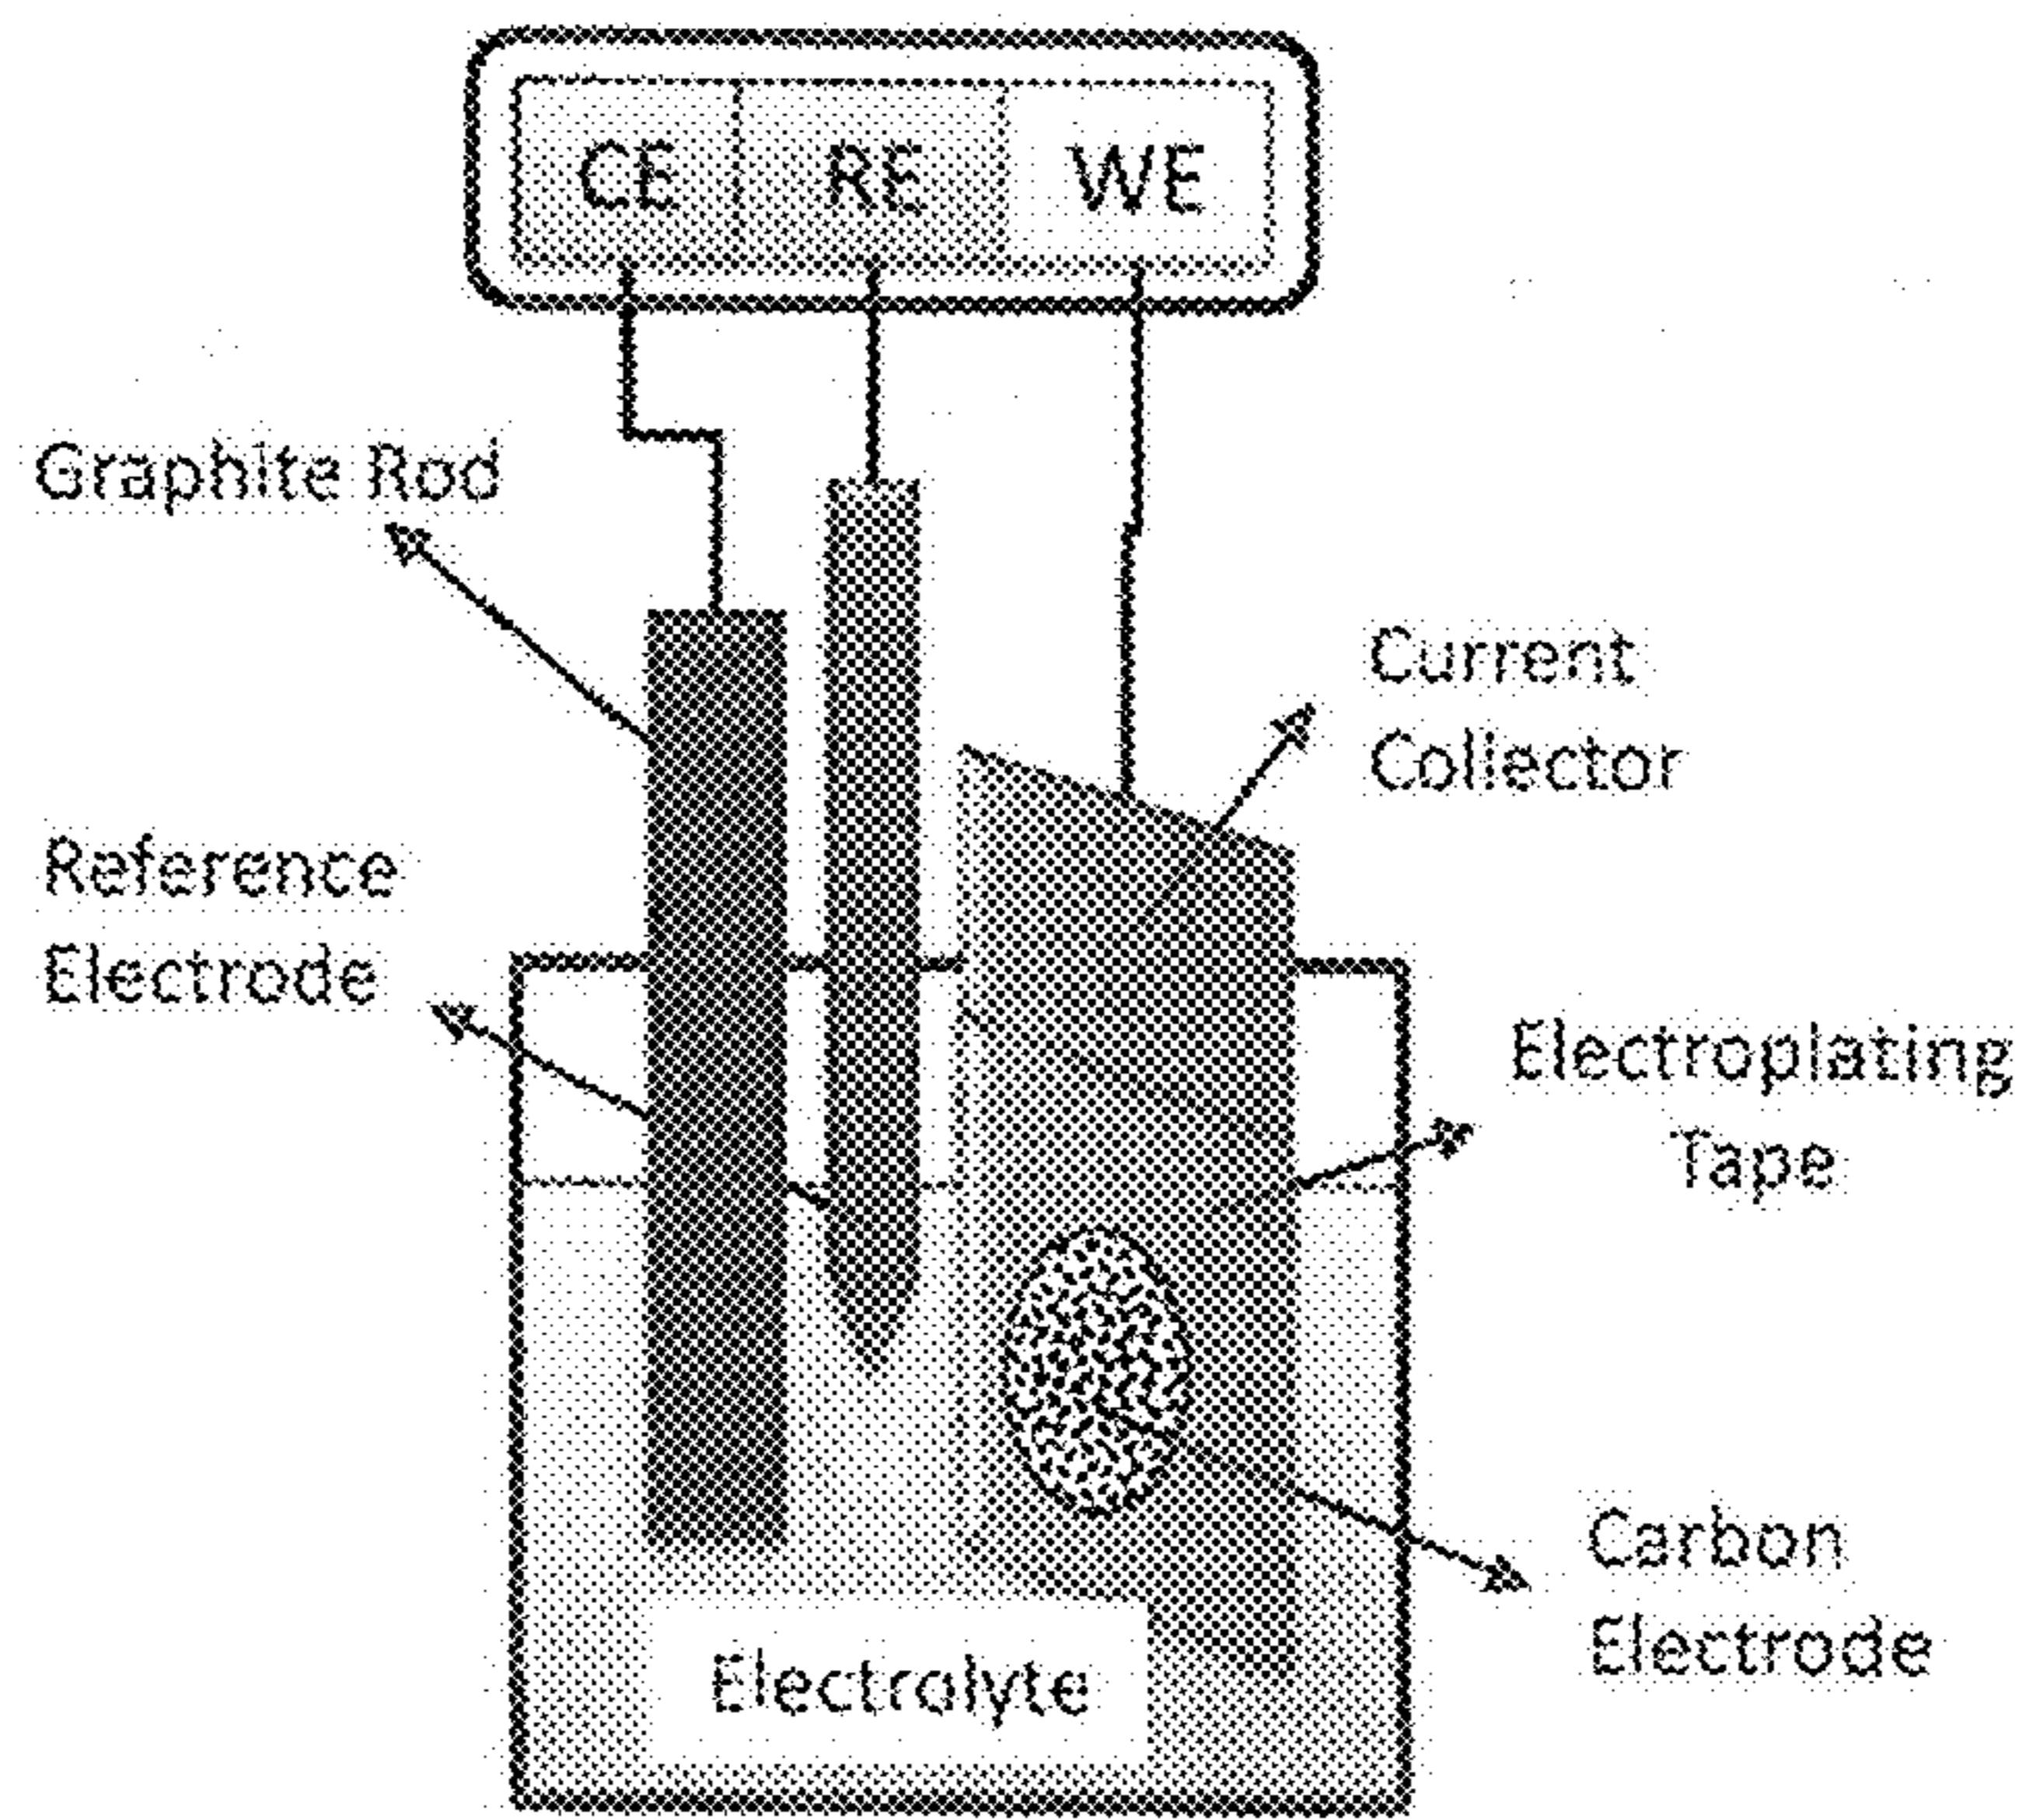 CE RE WE
Graphite Rod
Current
Collector
Reference
Electrode
Electroplating
Tape
Carbon
Electrode
Electrolyte